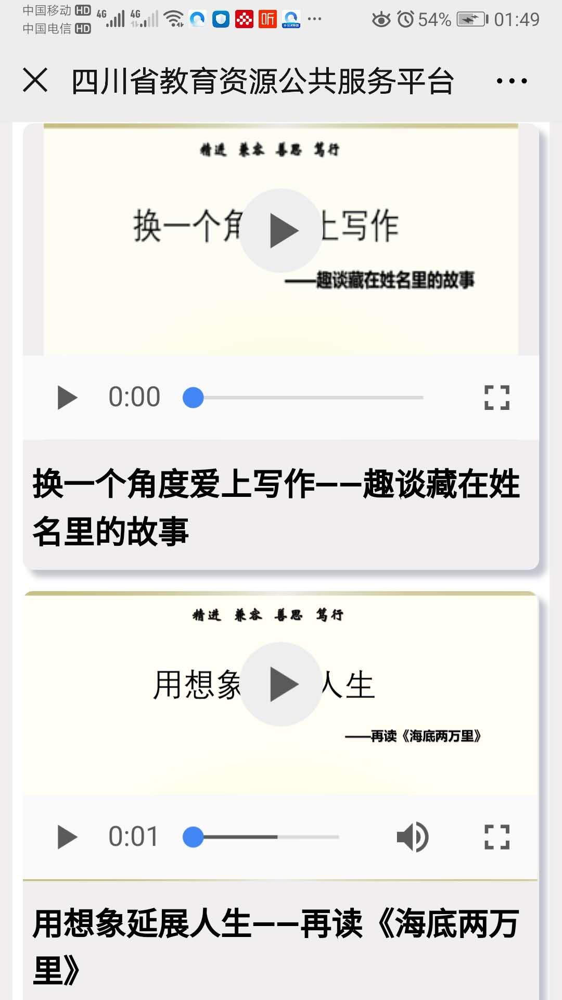 中国移动 HD 4G 4G 听 54% 01:49
中国电信 HD
四川省教育资源公共服务平台
精进 兼容 善思 笃行
换一个角 上写作
——趣谈藏在姓名里的故事
0:00
换一个角度爱上写作——趣谈藏在姓
名里的故事
精进 兼容 善思 笃行
用想象 人生
——再读《海底两万里》
0:01
用想象延展人生——再读《海底两万
里》